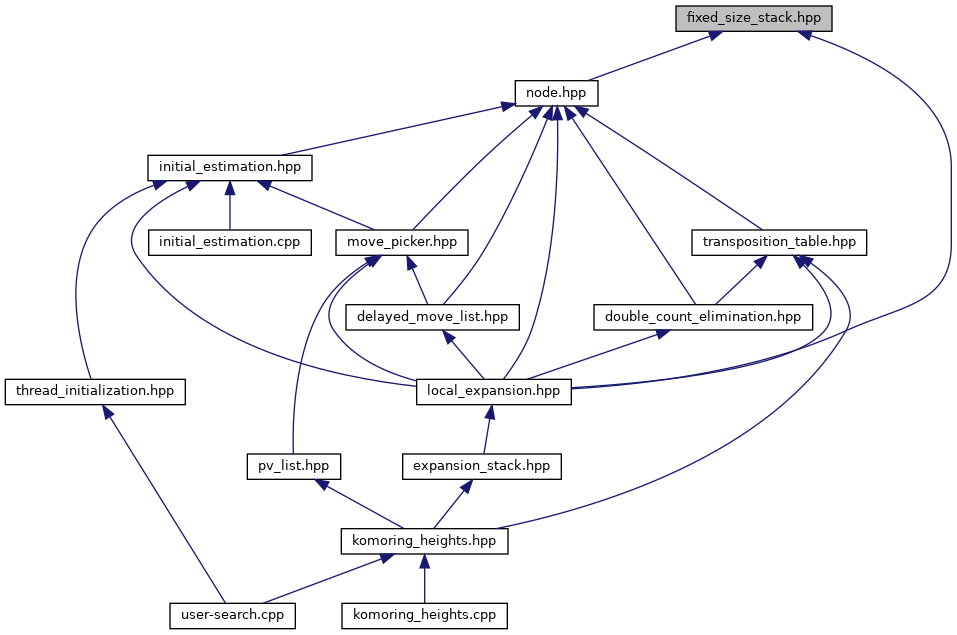 fixed_size_stack.hpp
node.hpp
initial_estimation.hpp
initial_estimation.cpp
move_picker.hpp
transposition_table.hpp
delayed_move_list.hpp
double_count_elimination.hpp
thread_initialization.hpp
local_expansion.hpp
pv_list.hpp
expansion_stack.hpp
komoring_heights.hpp
user-search.cpp
komoring_heights.cpp